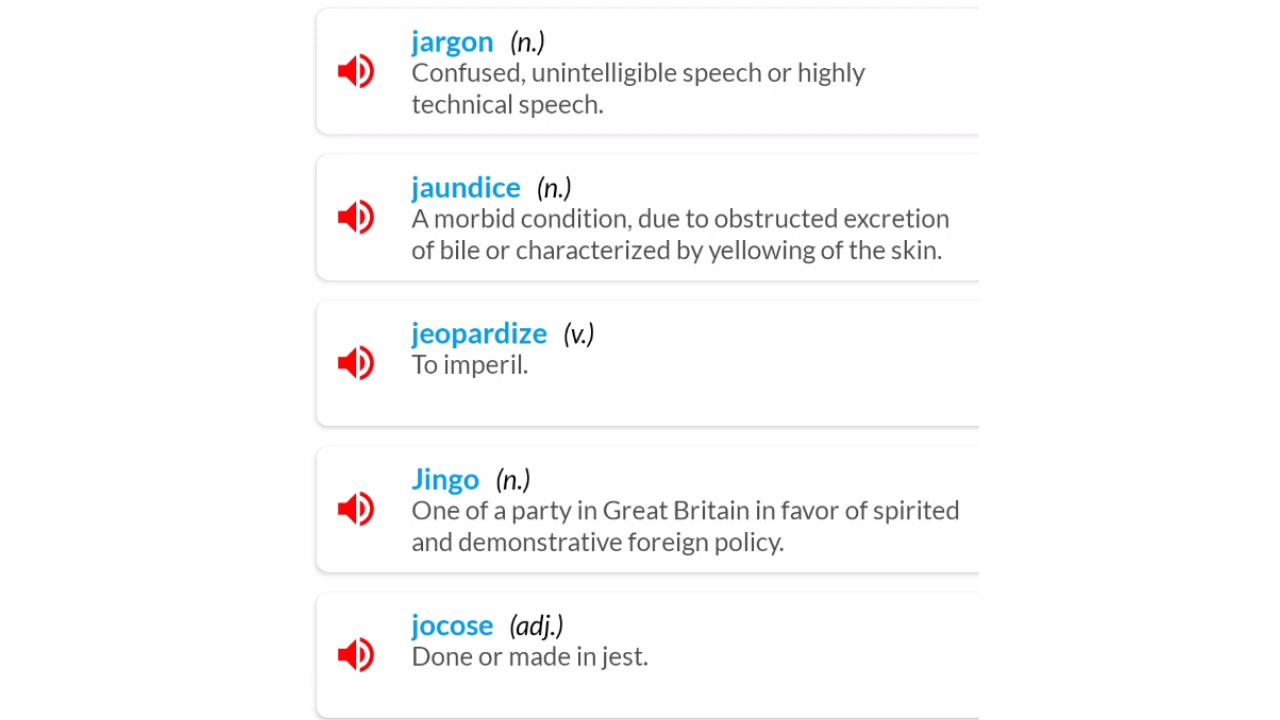 jargon (n.)
Confused, unintelligible speech or highly
technical speech.
jaundice (n.)
A morbid condition, due to obstructed excretion
of bile or characterized by yellowing of the skin.
jeopardize (v.)
To imperil.
Jingo (n.)
One of a party in Great Britain in favor of spirited
and demonstrative foreign policy.
jocose (adj.)
Done or made in jest.